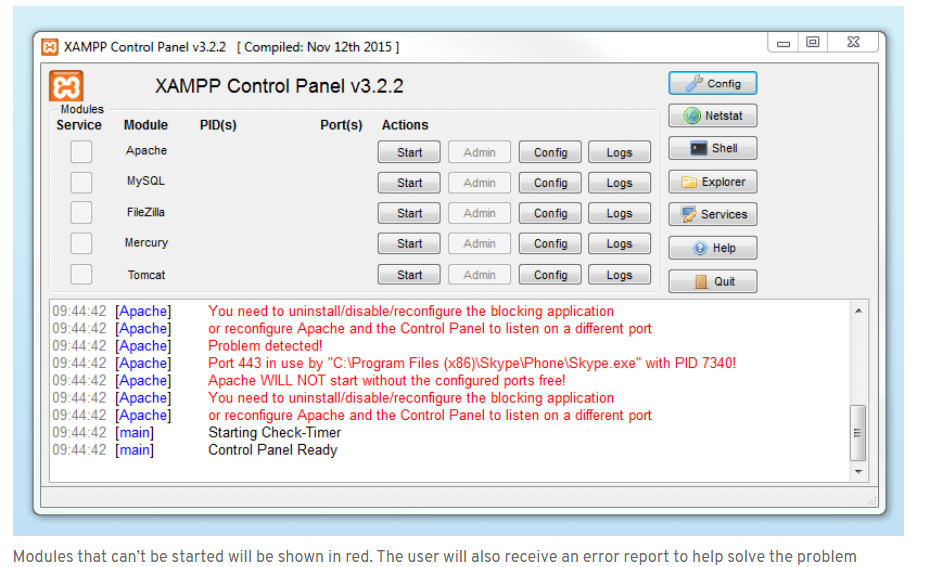 XAMPP Control Panel v3.2.2 [ Compiled: Nov 12th 2015 ]
XAMPP Control Panel v3.2.2
Config
Modules
Service Module PID(s) Port(s) Actions
Netstat
Apache Start Admin Config Logs
Shell
MySQL Start Admin Config Logs
Explorer
FileZilla Start Admin Config Logs
Services
Mercury Start Admin Config Logs
Help
Tomcat Start Admin Config Logs
Quit
09:44:42 [Apache] You need to uninstall/disable/reconfigure the blocking application
09:44:42 [Apache] or reconfigure Apache and the Control Panel to listen on a different port
09:44:42 [Apache] Problem detected!
09:44:42 [Apache] Port 443 in use by "C:\Program Files (x86)\Skype\Phone\Skype.exe" with PID 7340!
09:44:42 [Apache] Apache WILL NOT start without the configured ports free!
09:44:42 [Apache] You need to uninstall/disable/reconfigure the blocking application
09:44:42 [Apache] or reconfigure Apache and the Control Panel to listen on a different port
09:44:42 [main] Starting Check-Timer
09:44:42 [main] Control Panel Ready
Modules that can't be started will be shown in red. The user will also receive an error report to help solve the problem